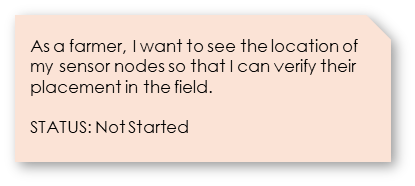 As a farmer, I want to see the location of
my sensor nodes so that I can verify their
placement in the field.
STATUS: Not Started